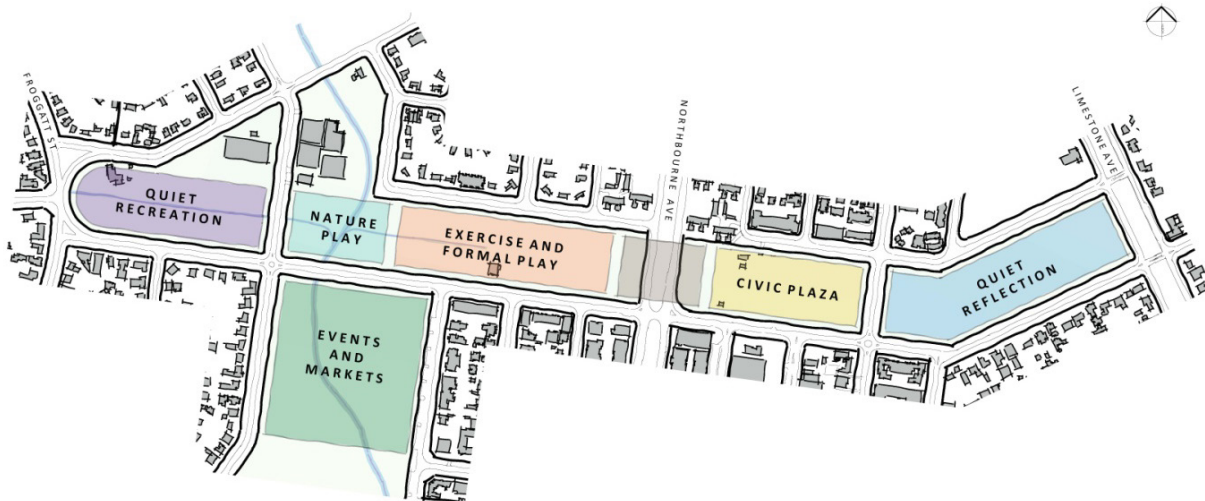 FROGGATT ST
QUIET
RECREATION
NATURE
PLAY
EXERCISE AND
FORMAL PLAY
NORTHBOURNE AVE
CIVIC PLAZA
LIMESTONE AVE
QUIET
REFLECTION
EVENTS
AND
MARKETS